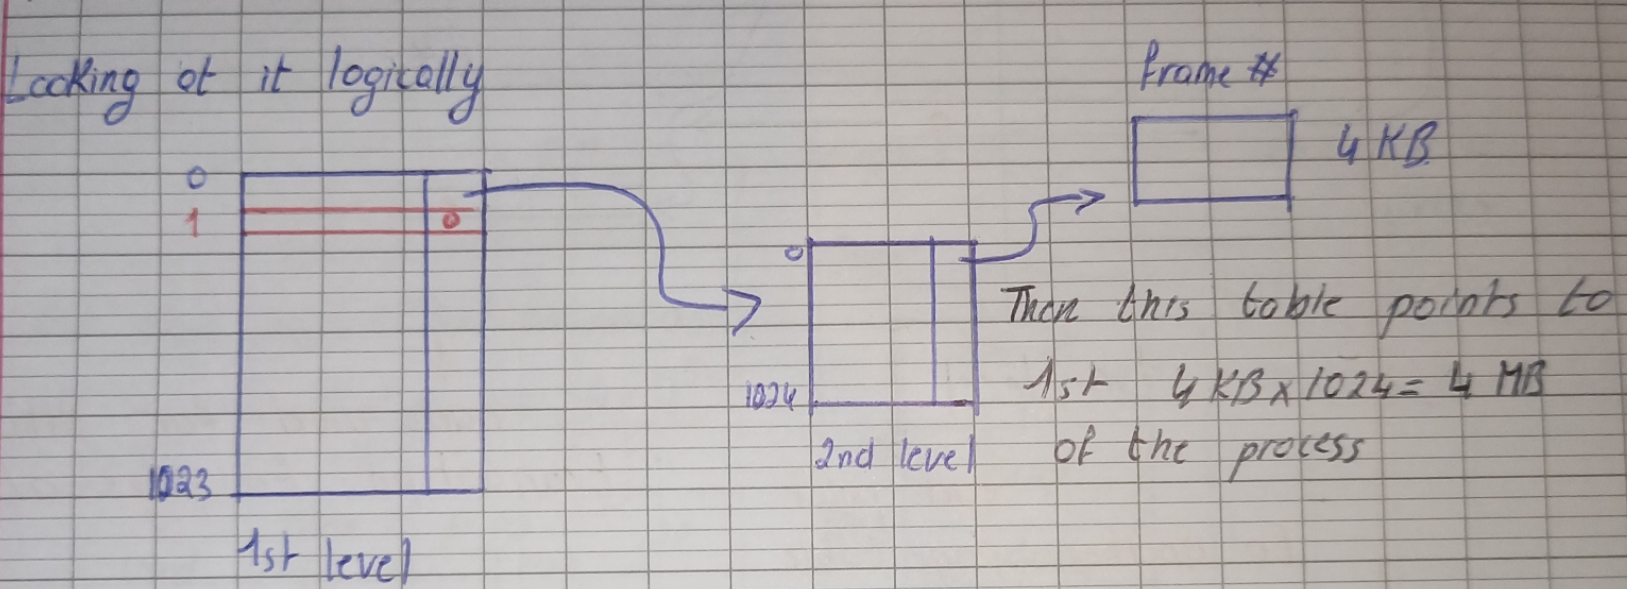 Looking at it logically
frame #
4 KB
0
1
0
0
Then this table points to
1st 4 KB x 1024 = 4 MB
1024
2nd level
of the process
1023
1st level